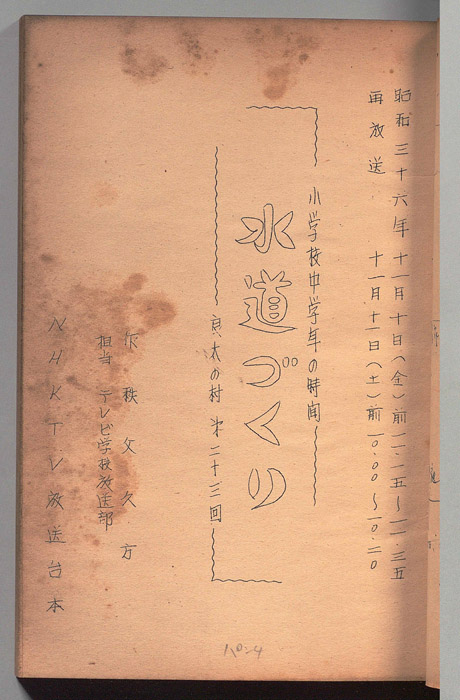 昭和三十六年 十一月十日(金)前一一・一五〜一一・三五
再放送 十一月十一日(土)前一〇・〇〇〜一〇・二〇
小学校中学年の時間
水道づくり
良太の村 第二十三回
作 秩父久方
担当 テレビ学校放送部
NHKTV放送台本